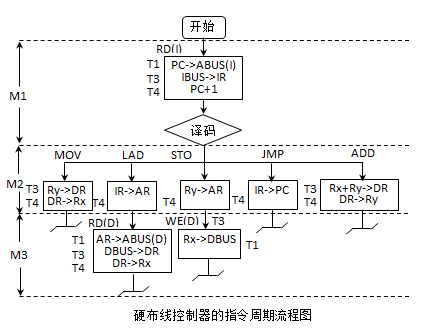 开始
RD(I)
T1 PC->ABUS(I)
T3 IBUS->IR
T4 PC+1
M1
译码
MOV LAD STO JMP ADD
M2
T3 Ry->DR
T4 DR->Rx
IR->AR
T4
Ry->AR
T4
IR->PC
T4
T3 Rx+Ry->DR
T4 DR->Ry
RD(D)
WE(D) T3
M3
T1 AR->ABUS(D)
T3 DBUS->DR
T4 DR->Rx
Rx->DBUS T1
硬布线控制器的指令周期流程图